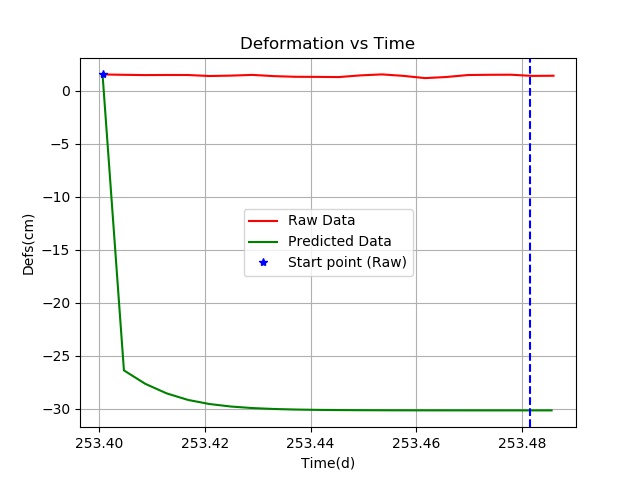 Deformation vs Time
Defs(cm)
0
−5
−10
−15
−20
−25
−30
Raw Data
Predicted Data
Start point (Raw)
253.40 253.42 253.44 253.46 253.48
Time(d)